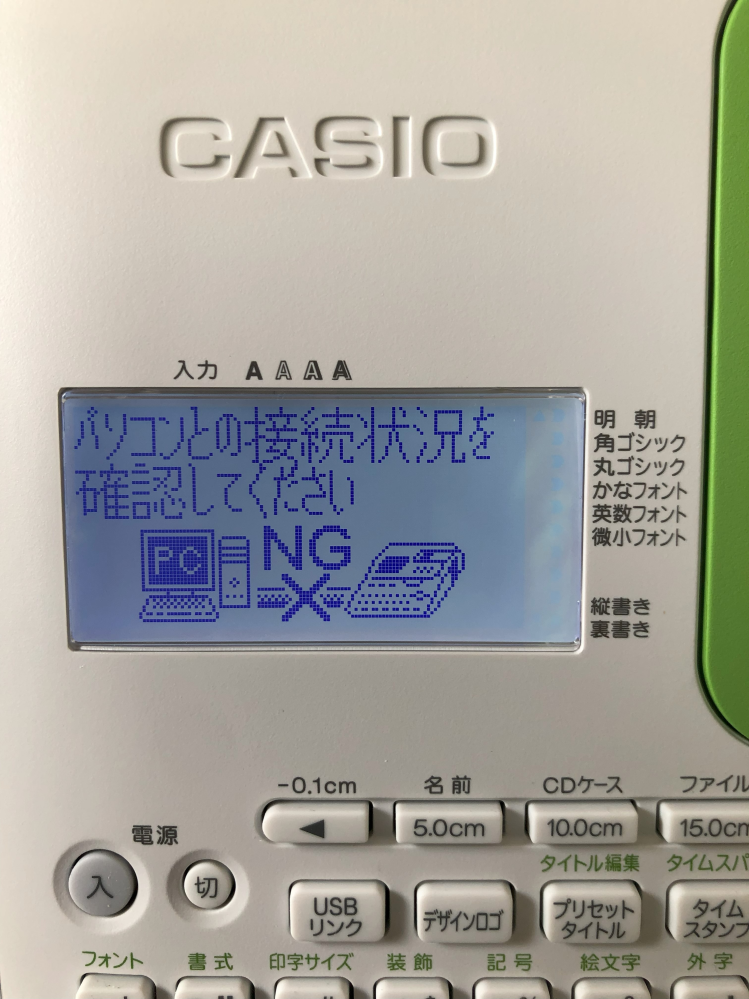 CASIO
入力 A A A A
パソコンとの接続状況を
確認してください
PC NG
明 朝
角ゴシック
丸ゴシック
かなフォント
英数フォント
微小フォント
縦書き
裏書き
-0.1cm 名 前 CDケース ファイル
◀ 5.0cm 10.0cm 15.0cm
電源
入 切
タイトル編集
USB
リンク
デザインロゴ
プリセット
タイトル
タイム
スタンプ
フォント 書 式 印字サイズ 装 飾 記 号 絵文字 外 字